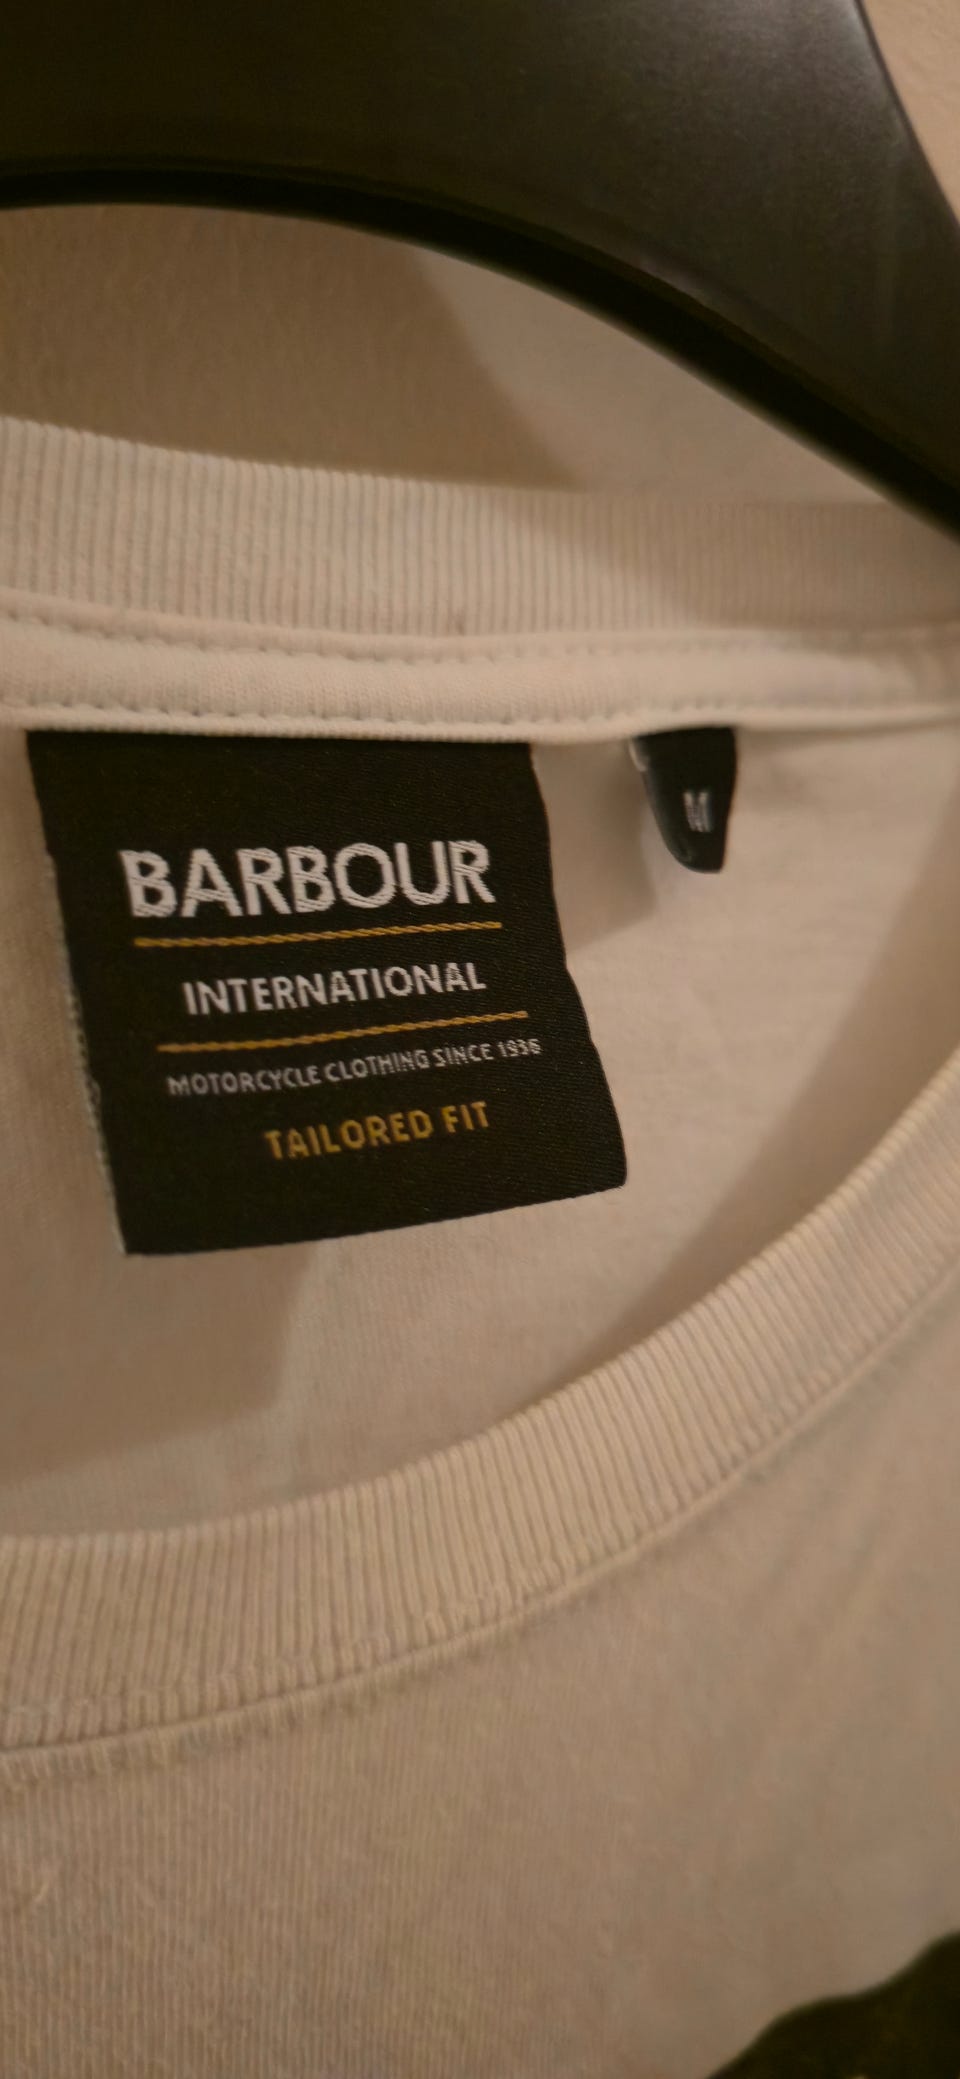 BARBOUR
INTERNATIONAL
MOTORCYCLE CLOTHING SINCE 1936
TAILORED FIT
M